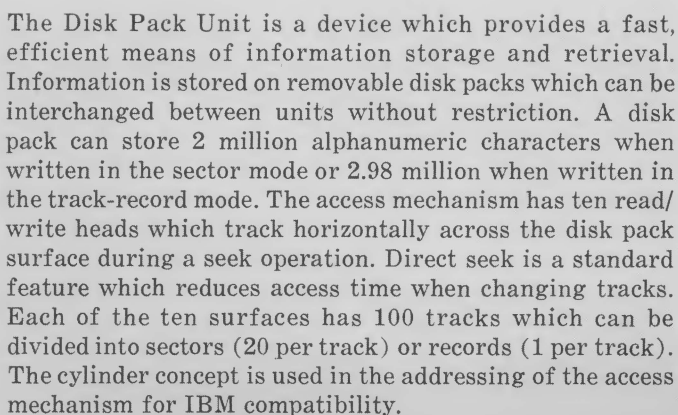 The Disk Pack Unit is a device which provides a fast,
efficient means of information storage and retrieval.
Information is stored on removable disk packs which can be
interchanged between units without restriction. A disk
pack can store 2 million alphanumeric characters when
written in the sector mode or 2.98 million when written in
the track-record mode. The access mechanism has ten read/
write heads which track horizontally across the disk pack
surface during a seek operation. Direct seek is a standard
feature which reduces access time when changing tracks.
Each of the ten surfaces has 100 tracks which can be
divided into sectors (20 per track) or records (1 per track).
The cylinder concept is used in the addressing of the access
mechanism for IBM compatibility.